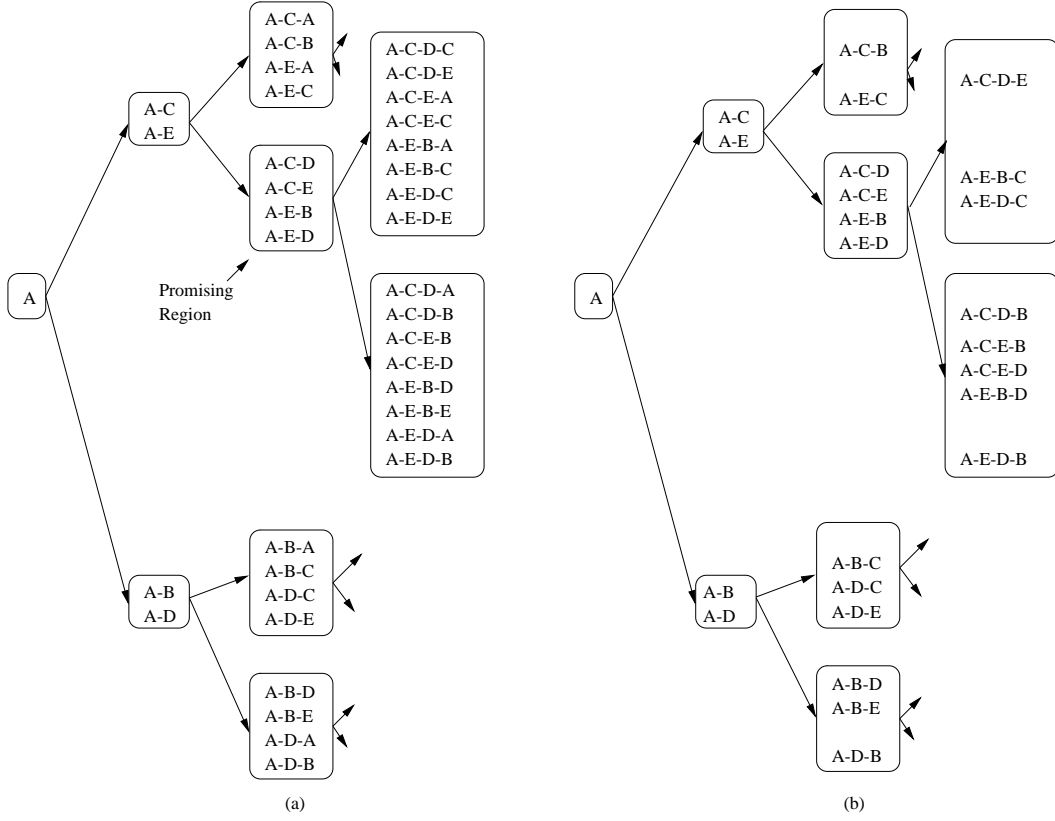 A
A-C
A-E
A-C-A
A-C-B
A-E-A
A-E-C
A-C-D
A-C-E
A-E-B
A-E-D
Promising
Region
A-C-D-C
A-C-D-E
A-C-E-A
A-C-E-C
A-E-B-A
A-E-B-C
A-E-D-C
A-E-D-E
A-C-D-A
A-C-D-B
A-C-E-B
A-C-E-D
A-E-B-D
A-E-B-E
A-E-D-A
A-E-D-B
A-B
A-D
A-B-A
A-B-C
A-D-C
A-D-E
A-B-D
A-B-E
A-D-A
A-D-B
(a)
A
A-C
A-E
A-C-B
A-E-C
A-C-D
A-C-E
A-E-B
A-E-D
A-C-D-E
A-E-B-C
A-E-D-C
A-C-D-B
A-C-E-B
A-C-E-D
A-E-B-D
A-E-D-B
A-B
A-D
A-B-C
A-D-C
A-D-E
A-B-D
A-B-E
A-D-B
(b)